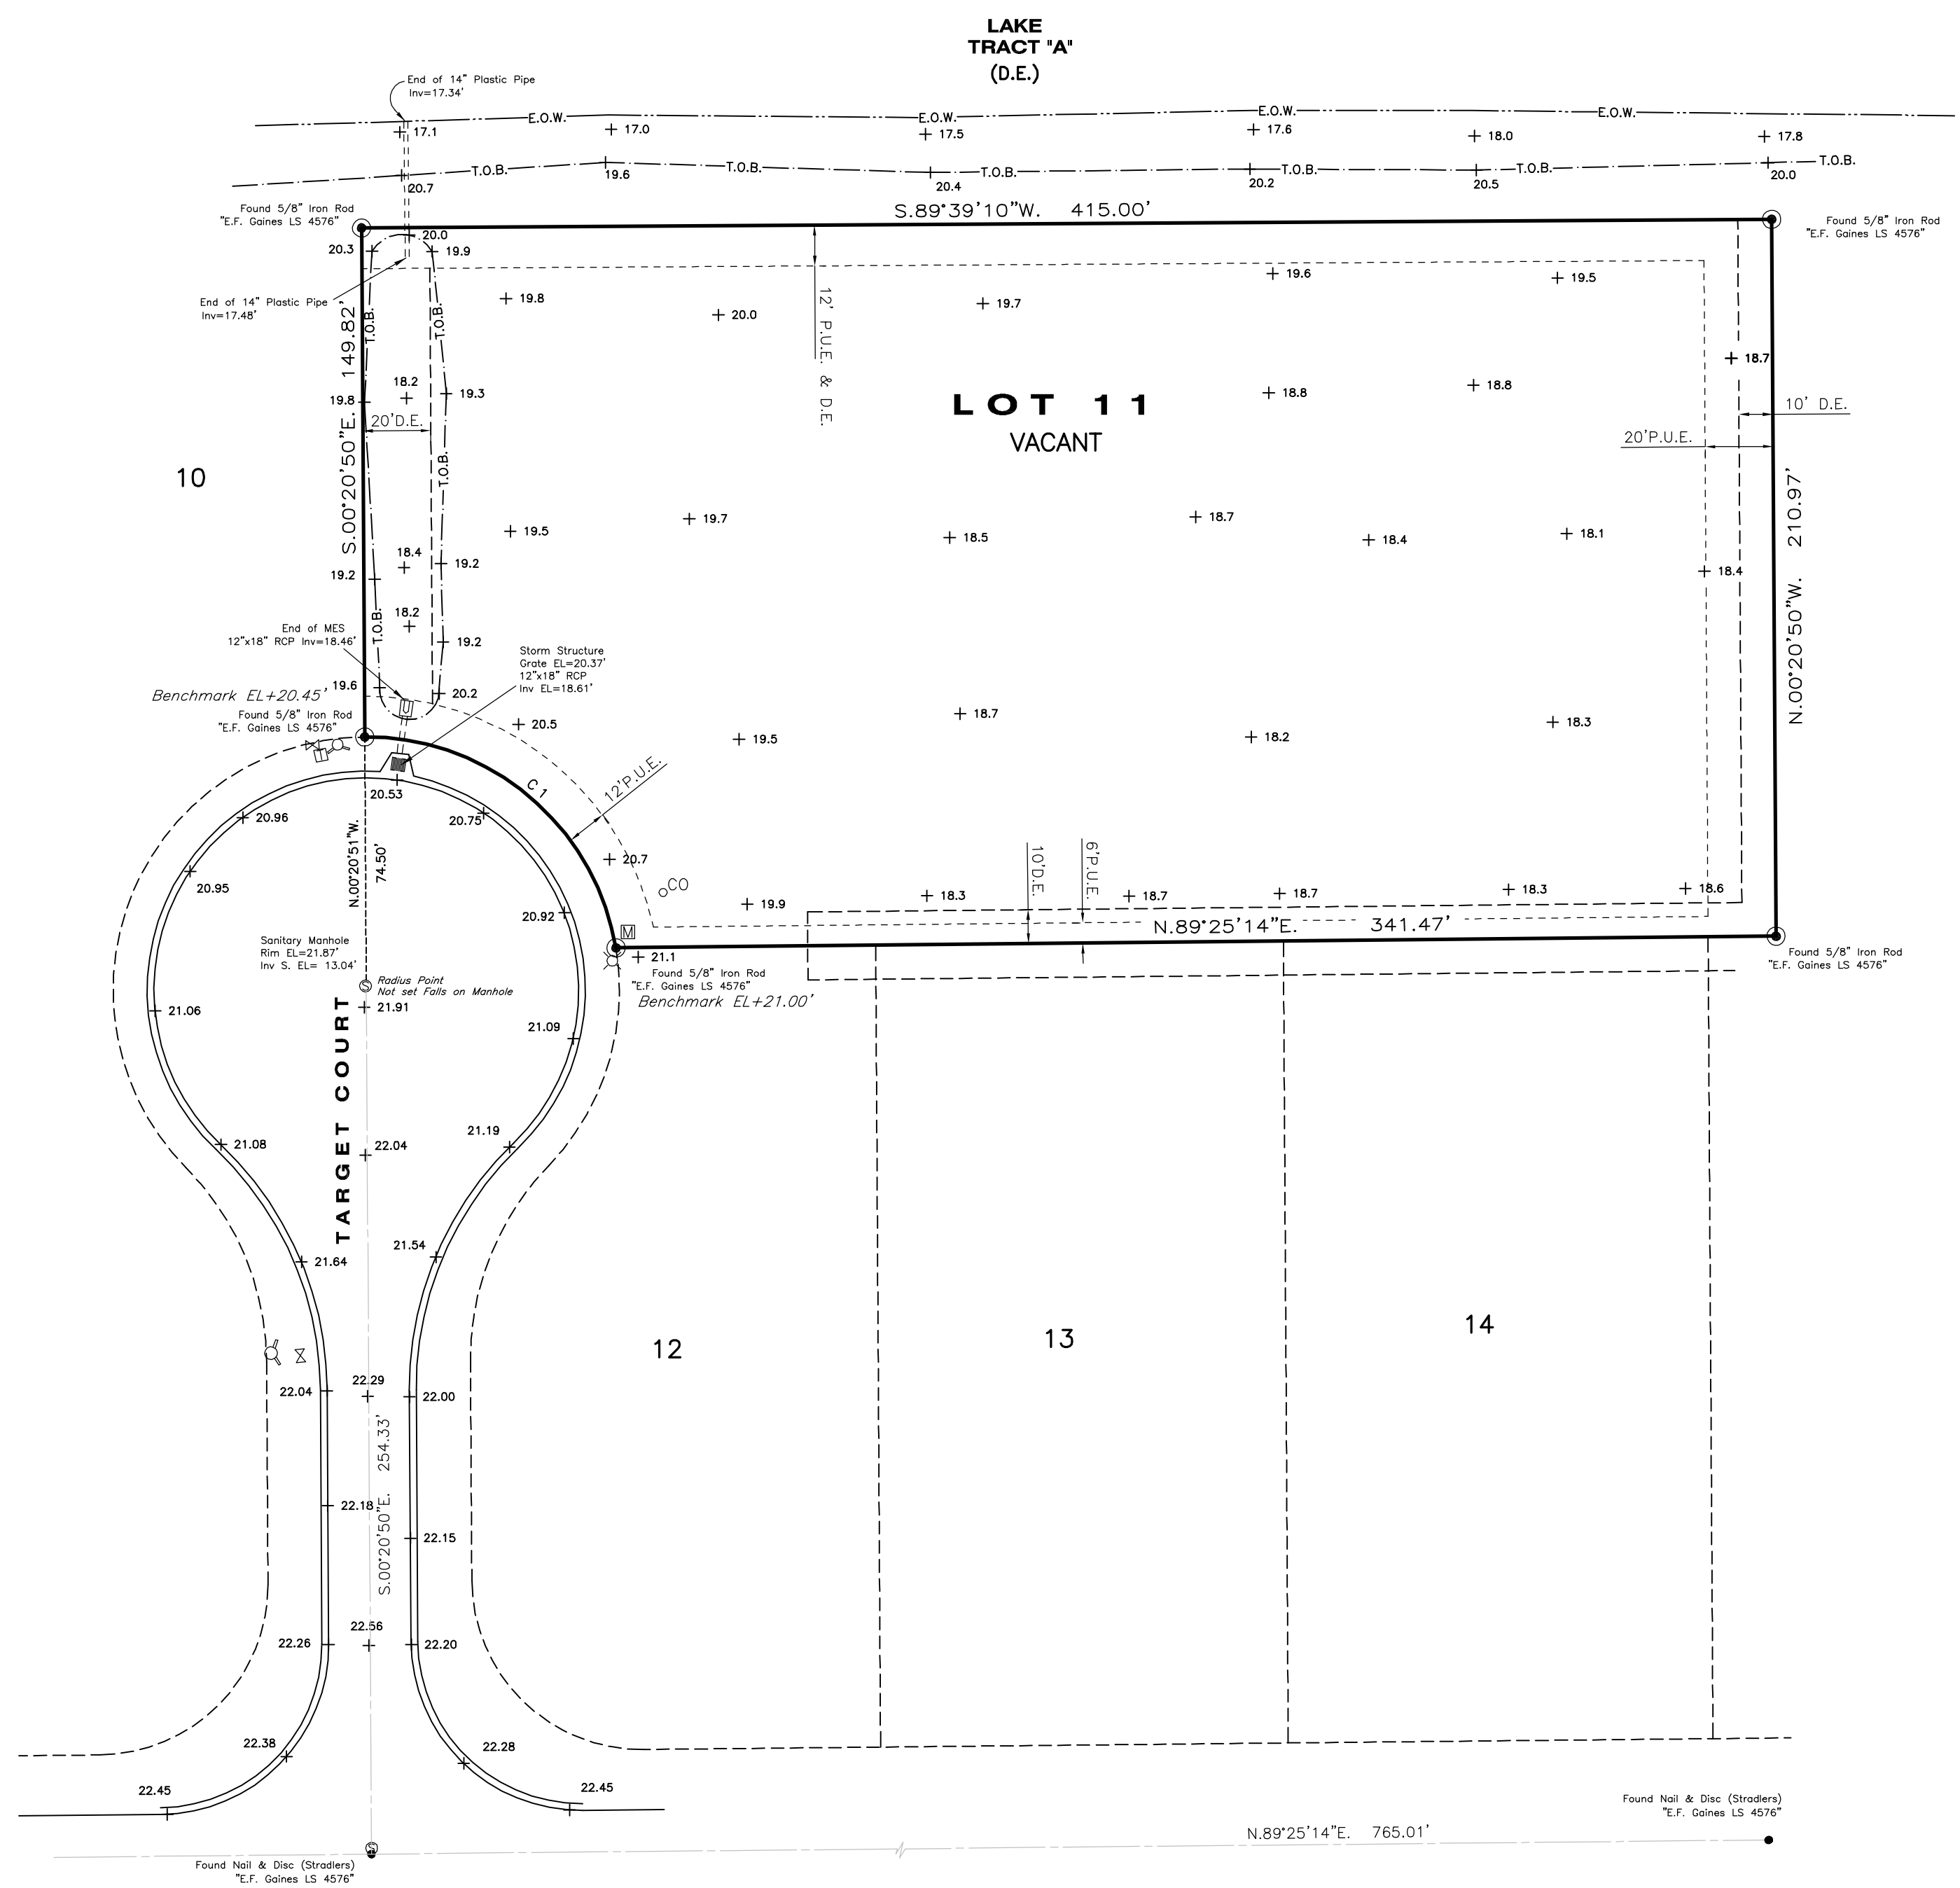 LAKE
TRACT "A"
(D.E.)
End of 14" Plastic Pipe
Inv=17.34'
E.O.W.
E.O.W.
E.O.W.
E.O.W.
17.1
17.0
17.5
17.6
18.0
17.8
T.O.B.
T.O.B.
T.O.B.
T.O.B.
T.O.B.
T.O.B.
20.7
19.6
20.4
20.2
20.5
20.0
Found 5/8" Iron Rod
"E.F. Gaines LS 4576"
S.89°39'10"W. 415.00'
Found 5/8" Iron Rod
"E.F. Gaines LS 4576"
20.3
20.0
19.9
End of 14" Plastic Pipe
Inv=17.48'
19.8
20.0
19.7
19.6
19.5
T.O.B.
T.O.B.
12' P.U.E. & D.E.
S.00°20'50"E. 149.82'
18.2
19.8
19.3
20'D.E.
LOT 11
VACANT
18.8
18.8
18.7
10' D.E.
20'P.U.E.
10
T.O.B.
19.5
19.7
18.5
18.7
18.4
18.1
18.4
19.2
19.2
18.4
N.00°20'50"W. 210.97'
18.2
T.O.B.
19.2
End of MES
12"x18" RCP Inv=18.46'
Storm Structure
Grate EL=20.37'
12"x18" RCP
Inv EL=18.61'
19.6
20.2
Benchmark EL+20.45'
Found 5/8" Iron Rod
"E.F. Gaines LS 4576"
20.5
19.5
18.7
18.2
18.3
C1
12'P.U.E.
20.53
20.75
20.96
20.95
N.00°20'51"W.
74.50'
20.7
CO
10'D.E.
6'P.U.E.
19.9
18.3
18.7
18.7
18.3
18.6
20.92
M
N.89°25'14"E. 341.47'
21.1
Found 5/8" Iron Rod
"E.F. Gaines LS 4576"
Benchmark EL+21.00'
Found 5/8" Iron Rod
"E.F. Gaines LS 4576"
Sanitary Manhole
Rim EL=21.87'
Inv S. EL= 13.04'
S
Radius Point
Not set Falls on Manhole
21.91
21.06
21.09
TARGET COURT
21.08
22.04
21.19
21.64
21.54
12
13
14
22.04
22.29
22.00
S.00°20'50"E. 254.33'
22.18
22.15
22.26
22.56
22.20
22.38
22.28
22.45
22.45
Found Nail & Disc (Stradlers)
"E.F. Gaines LS 4576"
N.89°25'14"E. 765.01'
S
Found Nail & Disc (Stradlers)
"E.F. Gaines LS 4576"